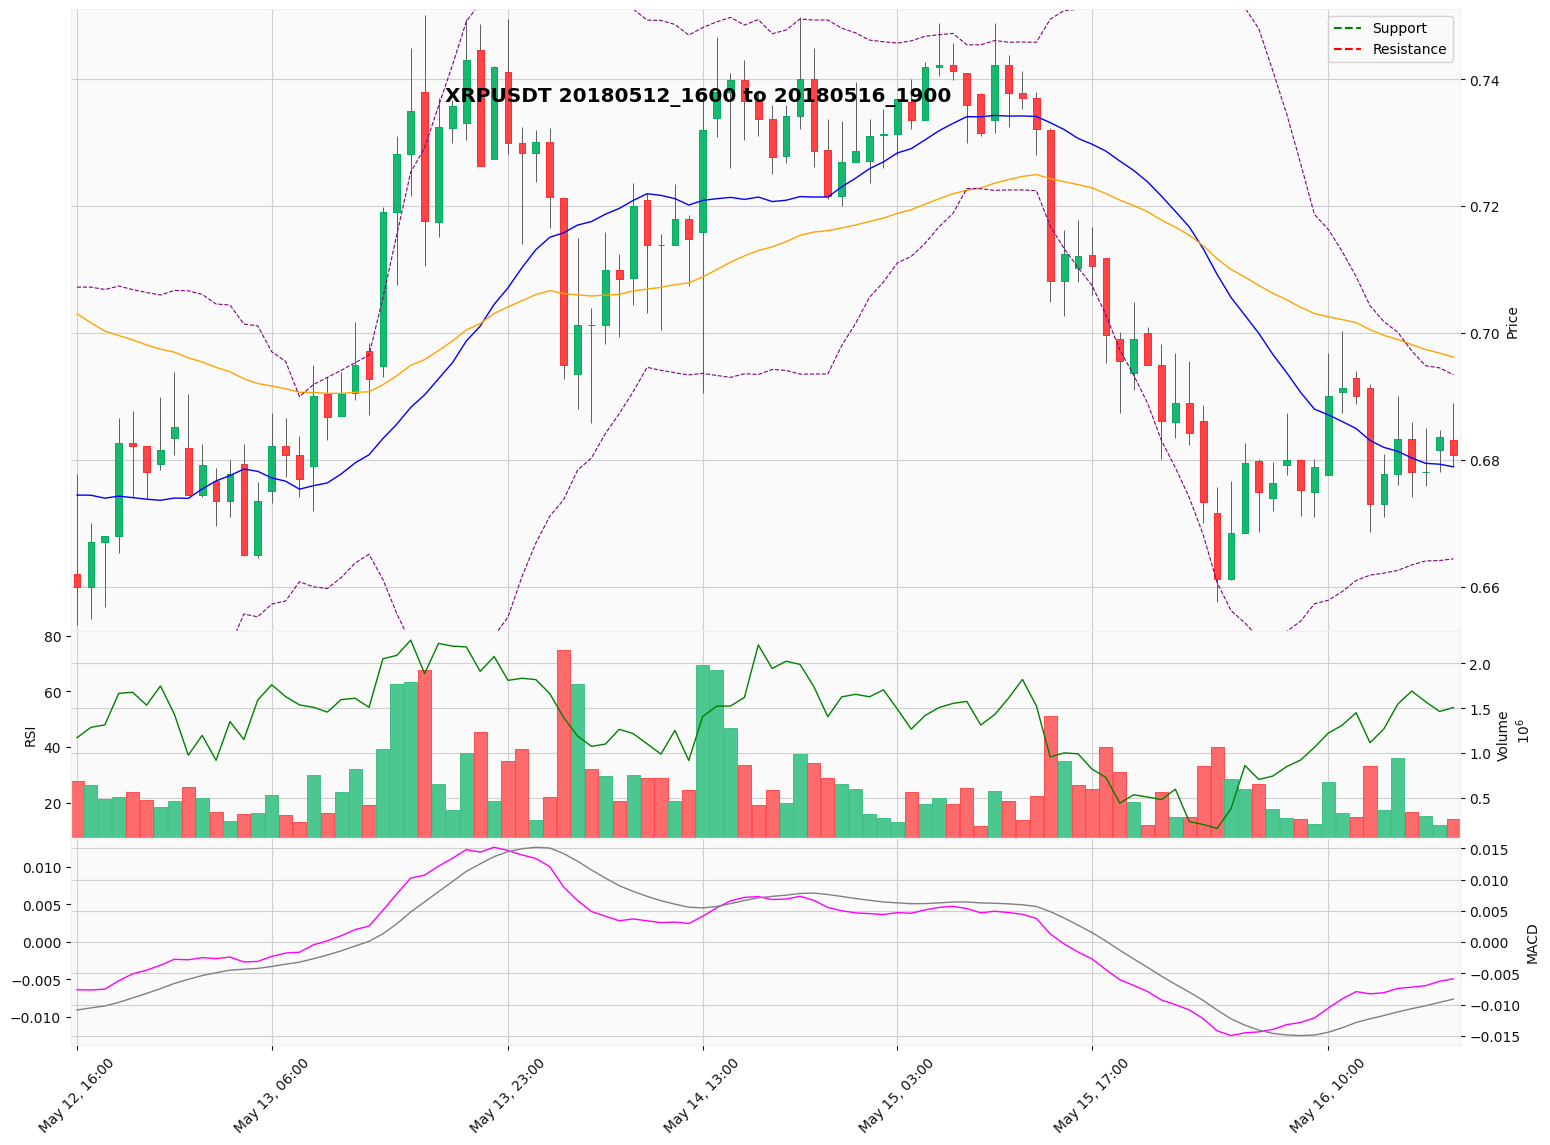 XRPUSDT 20180512_1600 to 20180516_1900
Support
Resistance
0.74
0.72
0.70
0.68
0.66
Price
80
60
40
20
RSI
2.0
1.5
1.0
0.5
Volume
10^6
0.010
0.005
0.000
−0.005
−0.010
0.015
0.010
0.005
0.000
−0.005
−0.010
−0.015
MACD
May 12, 16:00
May 13, 06:00
May 13, 23:00
May 14, 13:00
May 15, 03:00
May 15, 17:00
May 16, 10:00